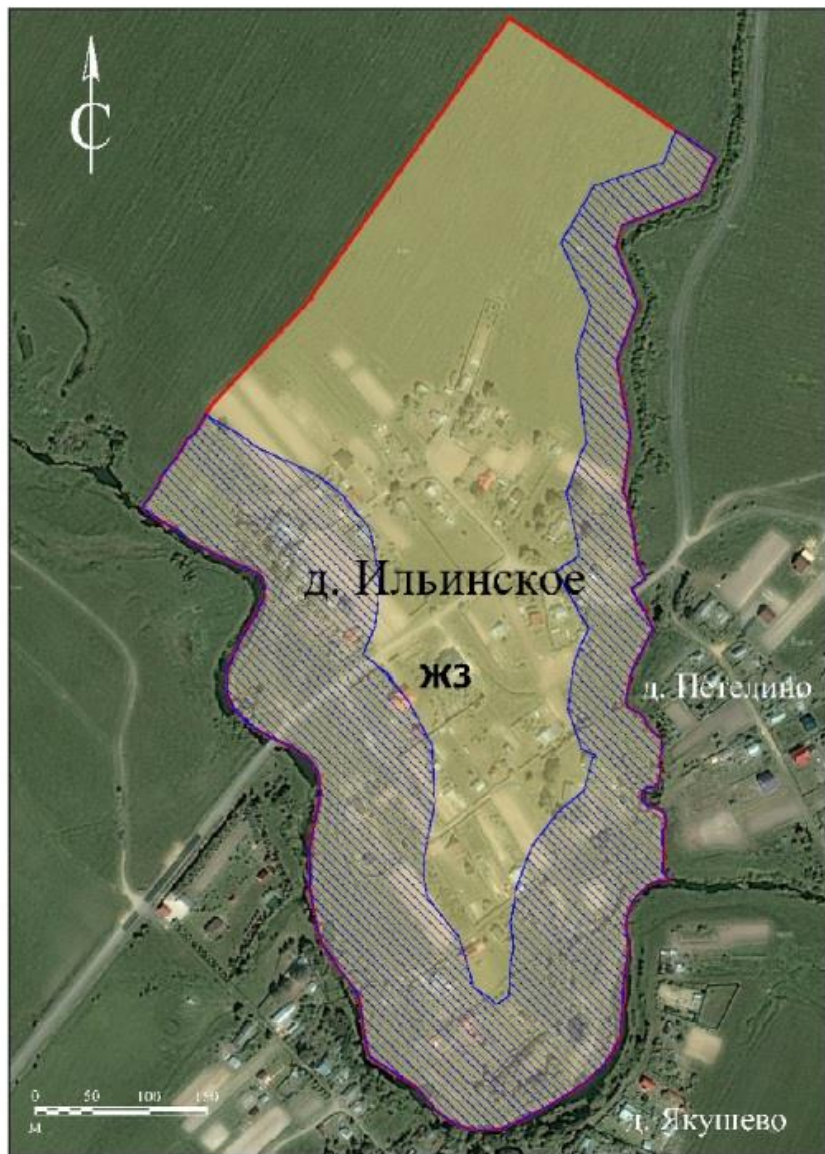 С
д. Ильинское
ЖЗ
д. Петелино
0 50 100 150
м
д. Якушево